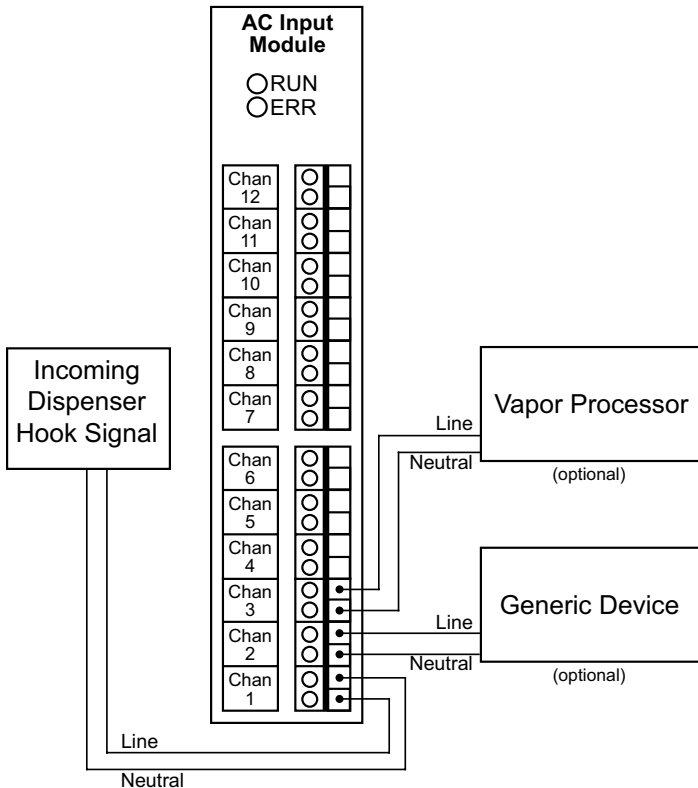 AC Input
Module
RUN
ERR
Chan
12
Chan
11
Chan
10
Chan
9
Chan
8
Chan
7
Chan
6
Chan
5
Chan
4
Chan
3
Chan
2
Chan
1
Incoming
Dispenser
Hook Signal
Line
Neutral
Vapor Processor
(optional)
Line
Neutral
Generic Device
(optional)
Line
Neutral